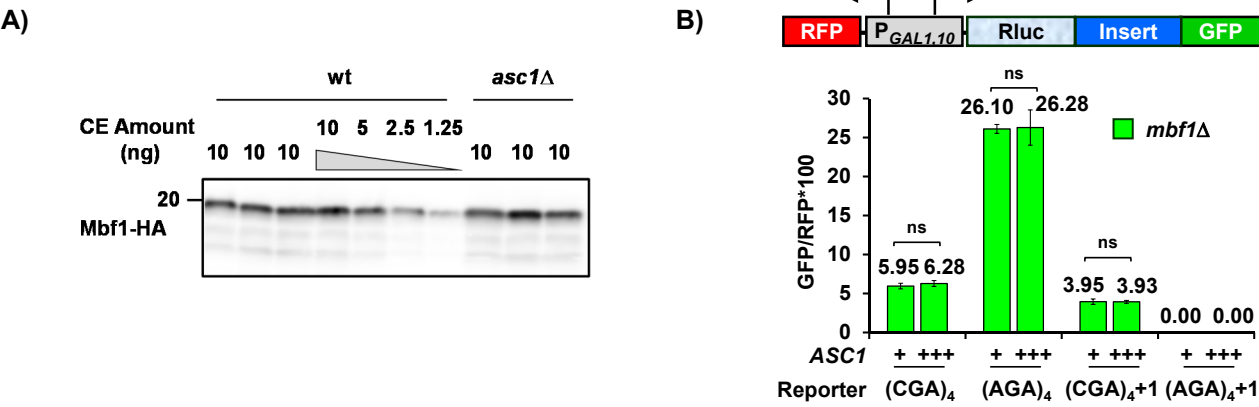 A)
wt asc1Δ
CE Amount 10 5 2.5 1.25
(ng) 10 10 10 10 10 10
20
Mbf1-HA
B)
RFP PGAL1,10 Rluc Insert GFP
GFP/RFP*100
30
25
20
15
10
5
0
ns
26.10 26.28
mbf1Δ
ns
5.95 6.28
ns
3.95 3.93
0.00 0.00
ASC1 + +++ + +++ + +++ + +++
Reporter (CGA)4 (AGA)4 (CGA)4+1 (AGA)4+1